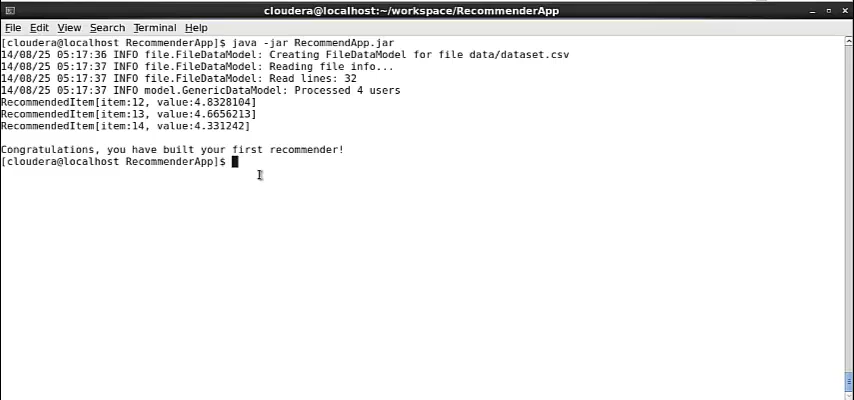 cloudera@localhost:~/workspace/RecommenderApp
File Edit View Search Terminal Help
[cloudera@localhost RecommenderApp]$ java -jar RecommendApp.jar
14/08/25 05:17:36 INFO file.FileDataModel: Creating FileDataModel for file data/dataset.csv
14/08/25 05:17:37 INFO file.FileDataModel: Reading file info...
14/08/25 05:17:37 INFO file.FileDataModel: Read lines: 32
14/08/25 05:17:37 INFO model.GenericDataModel: Processed 4 users
RecommendedItem[item:12, value:4.8328104]
RecommendedItem[item:13, value:4.6656213]
RecommendedItem[item:14, value:4.331242]
Congratulations, you have built your first recommender!
[cloudera@localhost RecommenderApp]$